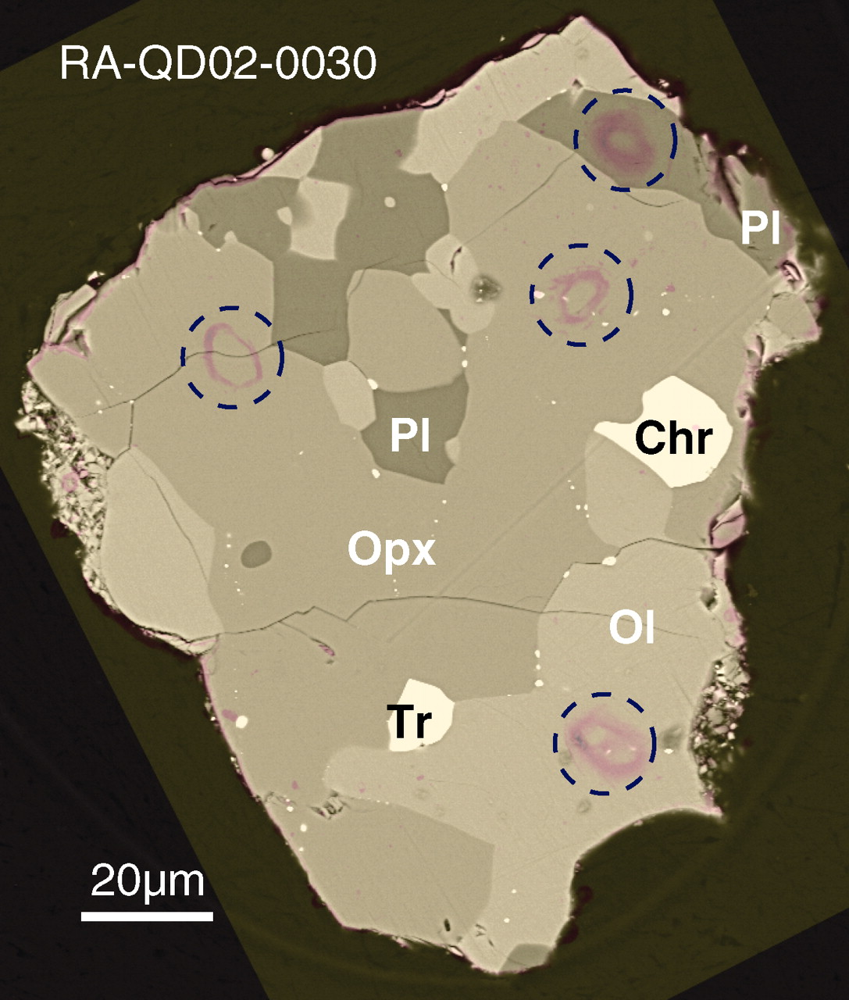 RA-QD02-0030
Pl
Pl
Chr
Opx
Ol
Tr
20μm